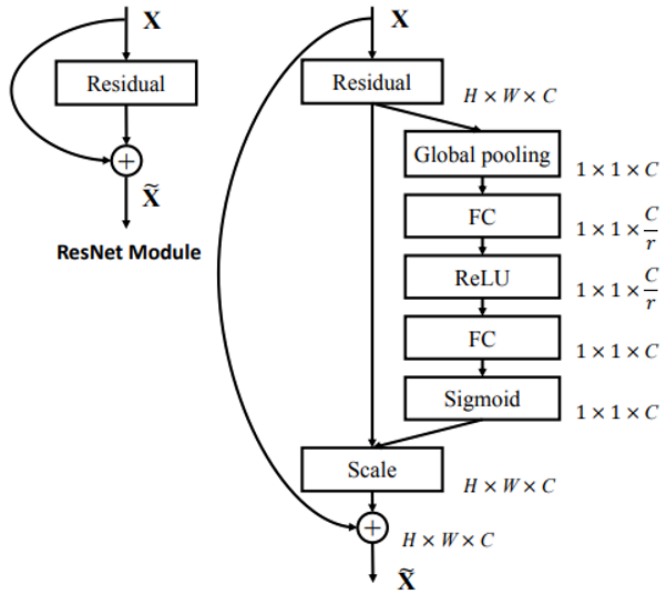 X
Residual
+
X̃
ResNet Module
X
Residual
H × W × C
Global pooling
1 × 1 × C
FC
1 × 1 × C/r
ReLU
1 × 1 × C/r
FC
1 × 1 × C
Sigmoid
1 × 1 × C
Scale
H × W × C
+
H × W × C
X̃